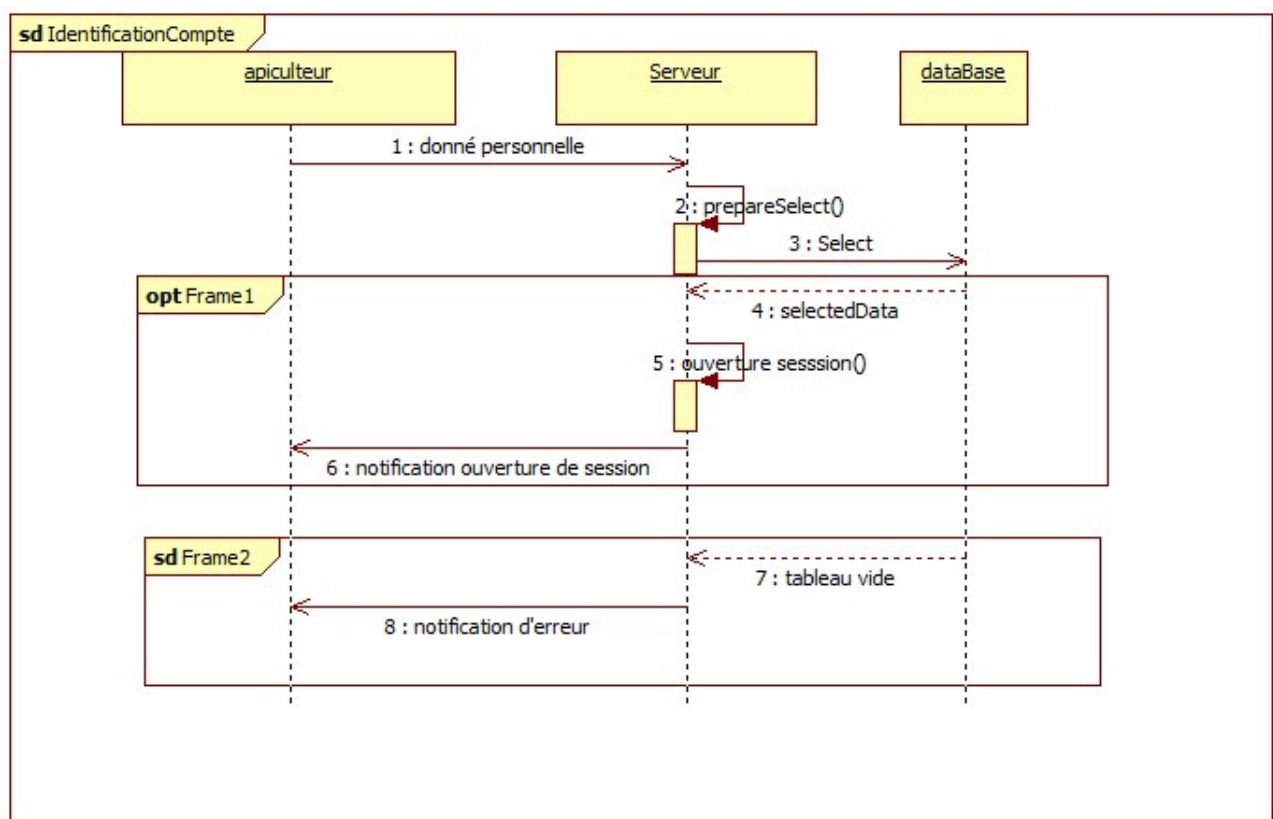 sd IdentificationCompte
apiculteur
Serveur
dataBase
1 : donné personnelle
2 : prepareSelect()
3 : Select
opt Frame1
4 : selectedData
5 : ouverture sesssion()
6 : notification ouverture de session
sd Frame2
7 : tableau vide
8 : notification d'erreur